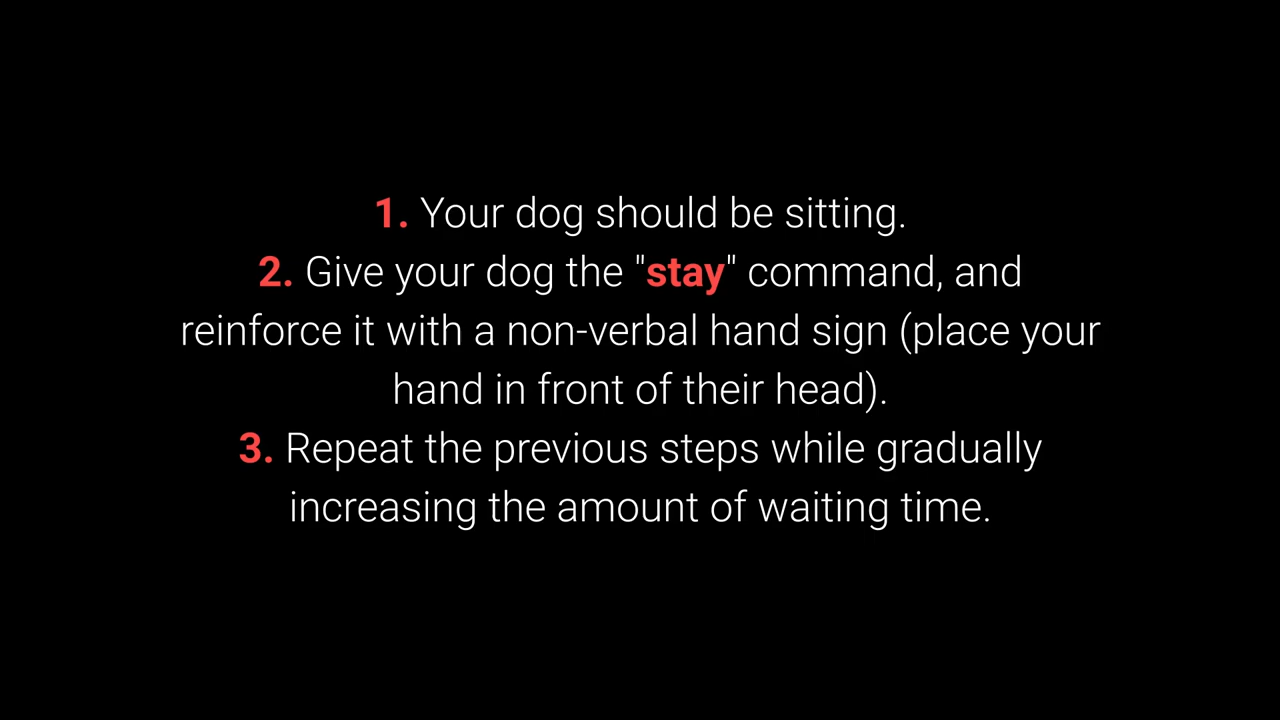 1. Your dog should be sitting.
2. Give your dog the "stay" command, and
reinforce it with a non-verbal hand sign (place your
hand in front of their head).
3. Repeat the previous steps while gradually
increasing the amount of waiting time.